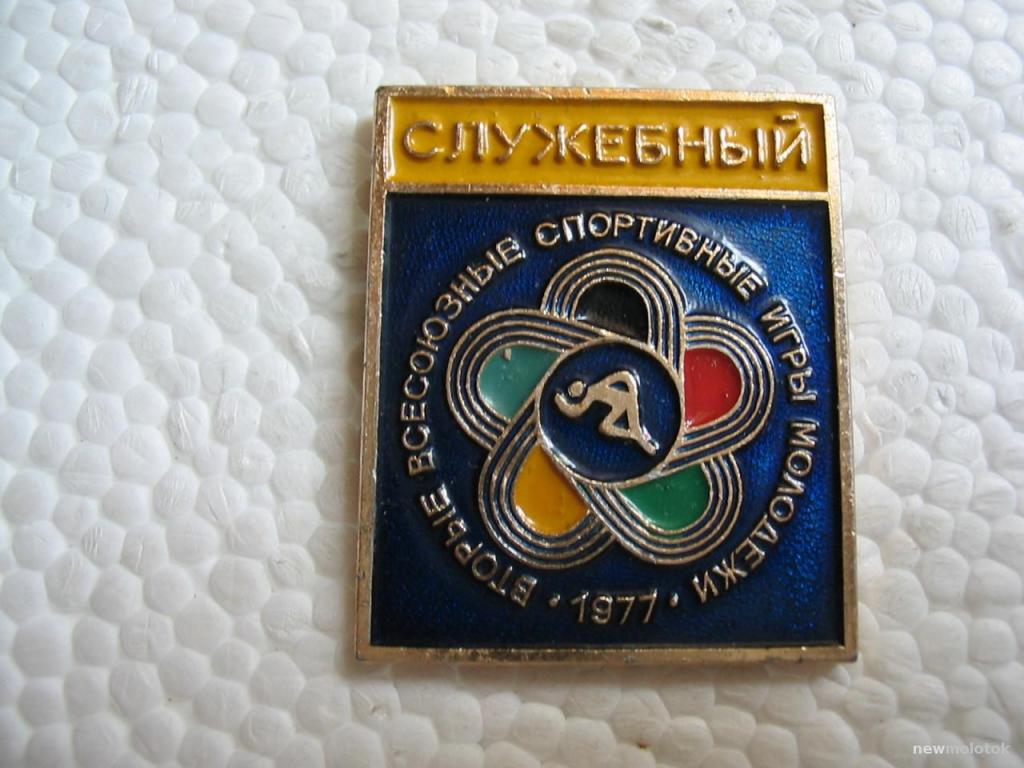 СЛУЖЕБНЫЙ
ВТОРЫЕ ВСЕСОЮЗНЫЕ СПОРТИВНЫЕ ИГРЫ МОЛОДЕЖИ
· 1977 ·
newmolotok